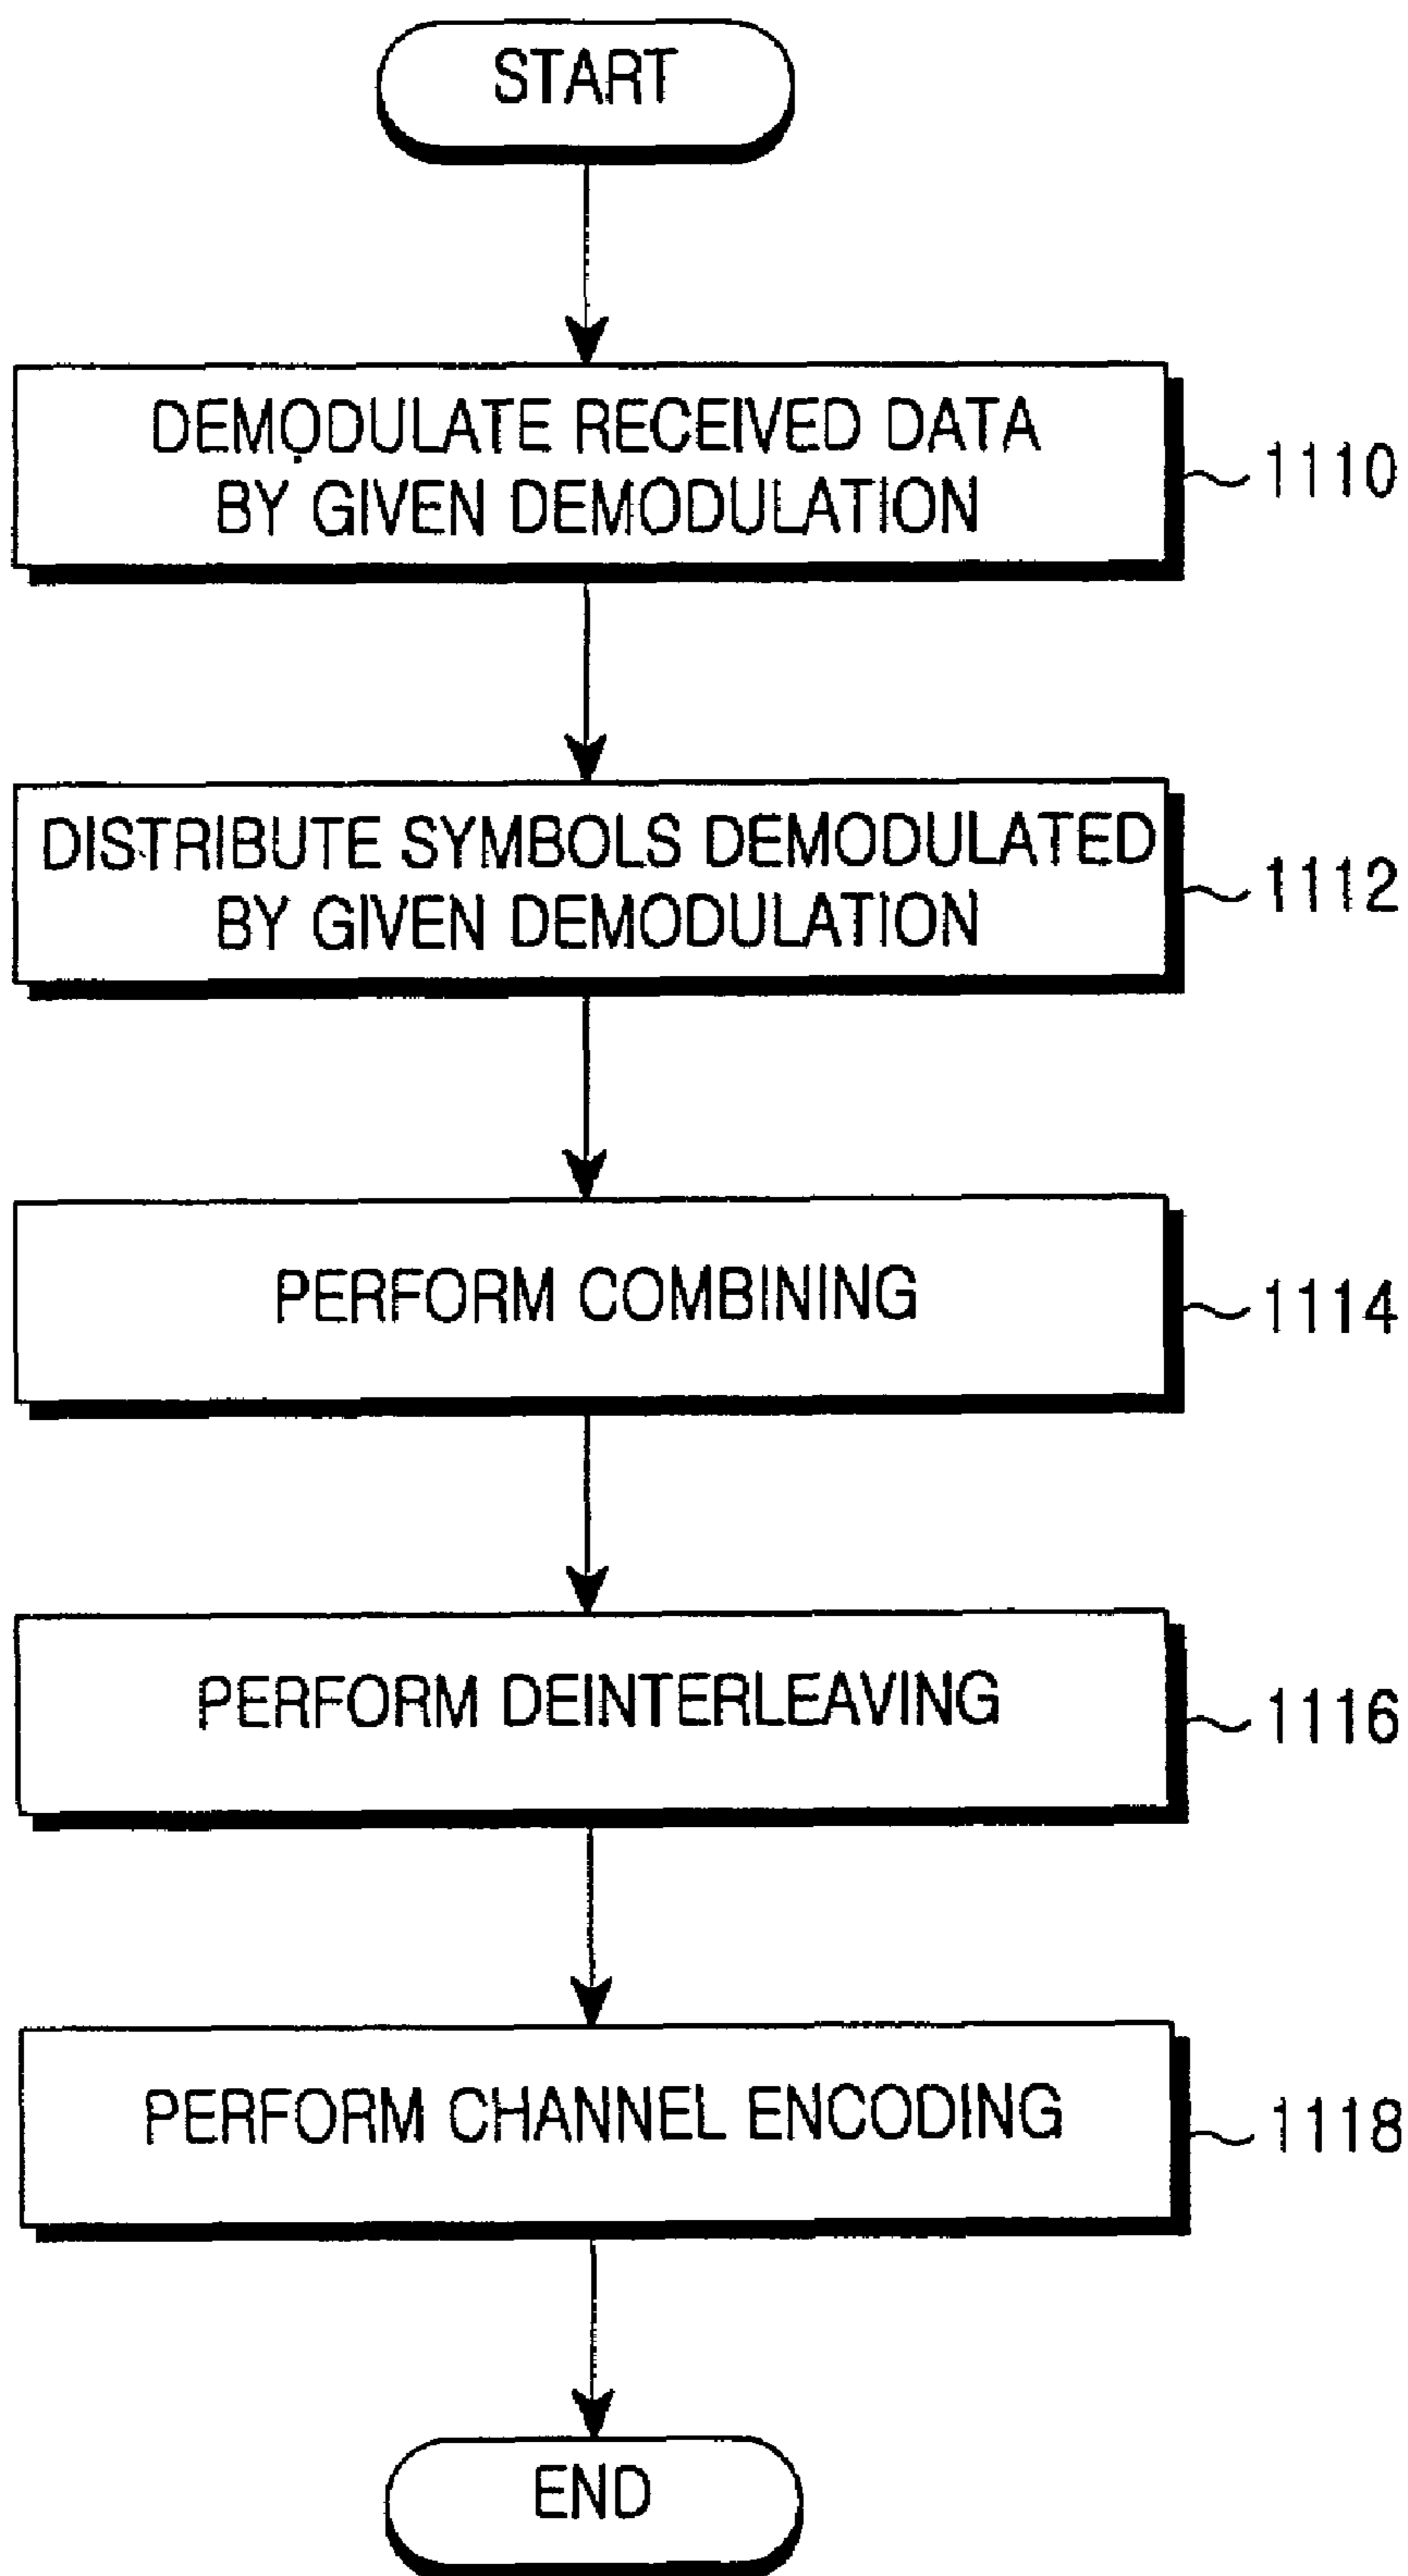 START
DEMODULATE RECEIVED DATA
BY GIVEN DEMODULATION
1110
DISTRIBUTE SYMBOLS DEMODULATED
BY GIVEN DEMODULATION
1112
PERFORM COMBINING
1114
PERFORM DEINTERLEAVING
1116
PERFORM CHANNEL ENCODING
1118
END